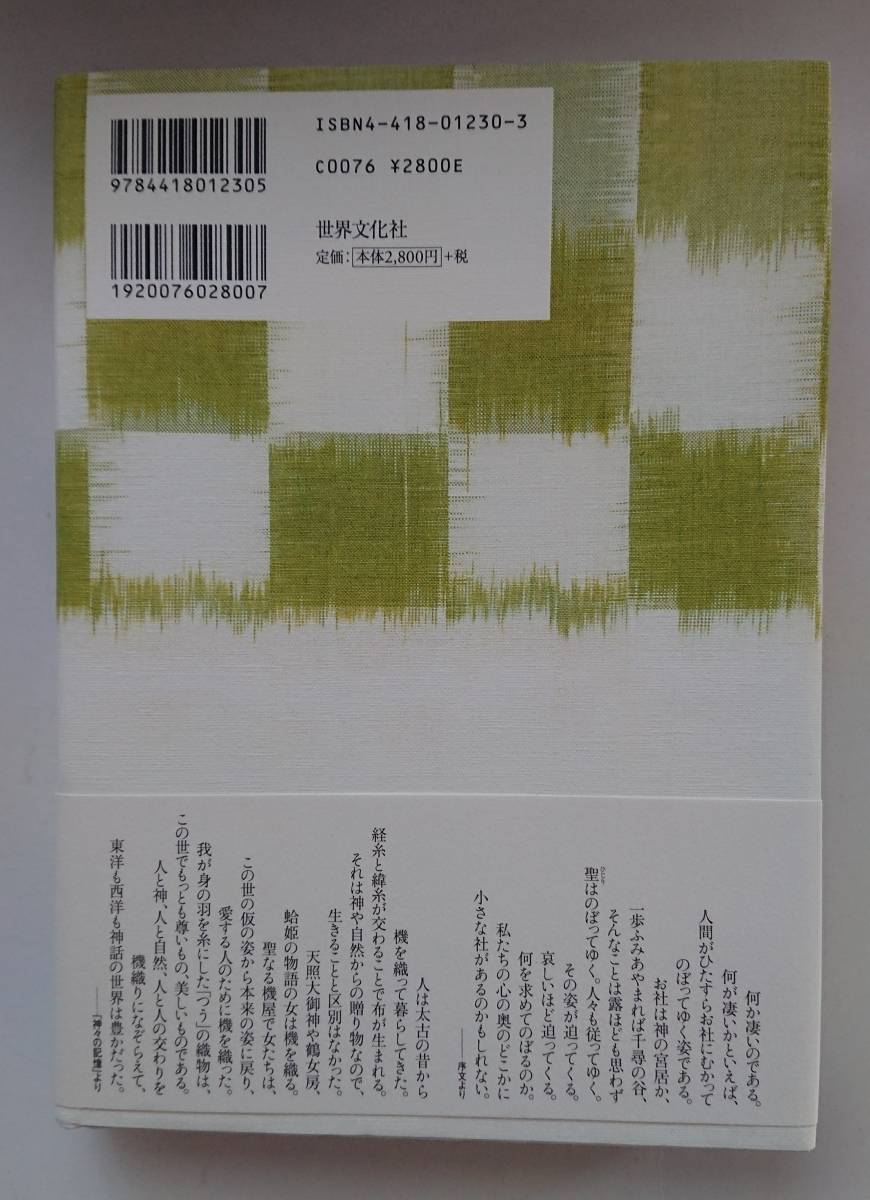 ISBN4-418-01230-3
C0076 ¥2800E
9784418012305
世界文化社
定価:本体2,800円+税
1920076028007
何か凄いのである。
何が凄いかといえば、
人間がひたすらお社にむかって
のぼってゆく姿である。
お社は神の宮居か、
一歩ふみあやまれば千尋の谷、
そんなことは露ほども思わず
聖はのぼってゆく。人々も従ってゆく。
その姿が迫ってくる。
哀しいほど迫ってくる。
何を求めてのぼるのか。
私たちの心の奥のどこかに
小さな社があるのかもしれない。
——序文より
人は太古の昔から
機を織って暮らしてきた。
経糸と緯糸が交わることで布が生まれる。
それは神や自然からの贈り物なので、
生きることと区別はなかった。
天照大御神や鶴女房、
蛤姫の物語の女は機を織る。
聖なる機屋で女たちは、
この世の仮の姿から本来の姿に戻り、
愛する人のために機を織った。
我が身の羽を糸にした「つう」の織物は、
この世でもっとも尊いもの、美しいものである。
人と神、人と自然、人と人の交わりを
機織りになぞらえて、
東洋も西洋も神話の世界は豊かだった。
——「神々の記憶」より